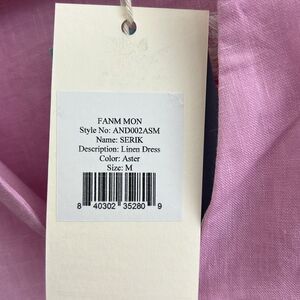 FANM MON
Style No: AND002ASM
Name: SERIK
Description: Linen Dress
Color: Aster
Size: M
8 40302 35280 9